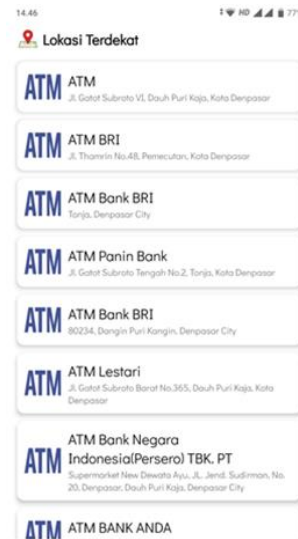 14.46
HD 77%
Lokasi Terdekat
ATM
ATM
Jl. Gatot Subroto VI, Dauh Puri Kaja, Kota Denpasar
ATM
ATM BRI
Jl. Thamrin No.48, Pemecutan, Kota Denpasar
ATM
ATM Bank BRI
Tonja, Denpasar City
ATM
ATM Panin Bank
Jl. Gatot Subroto Tengah No.2, Tonja, Kota Denpasar
ATM
ATM Bank BRI
80234, Dangin Puri Kangin, Denpasar City
ATM
ATM Lestari
Jl. Gatot Subroto Barat No.365, Dauh Puri Kaja, Kota
Denpasar
ATM
ATM Bank Negara
Indonesia(Persero) TBK, PT
Supermarket New Dewata Ayu, JL. Jend. Sudirman, No.
20, Denpasar, Dauh Puri Kaja, Denpasar City
ATM
ATM BANK ANDA